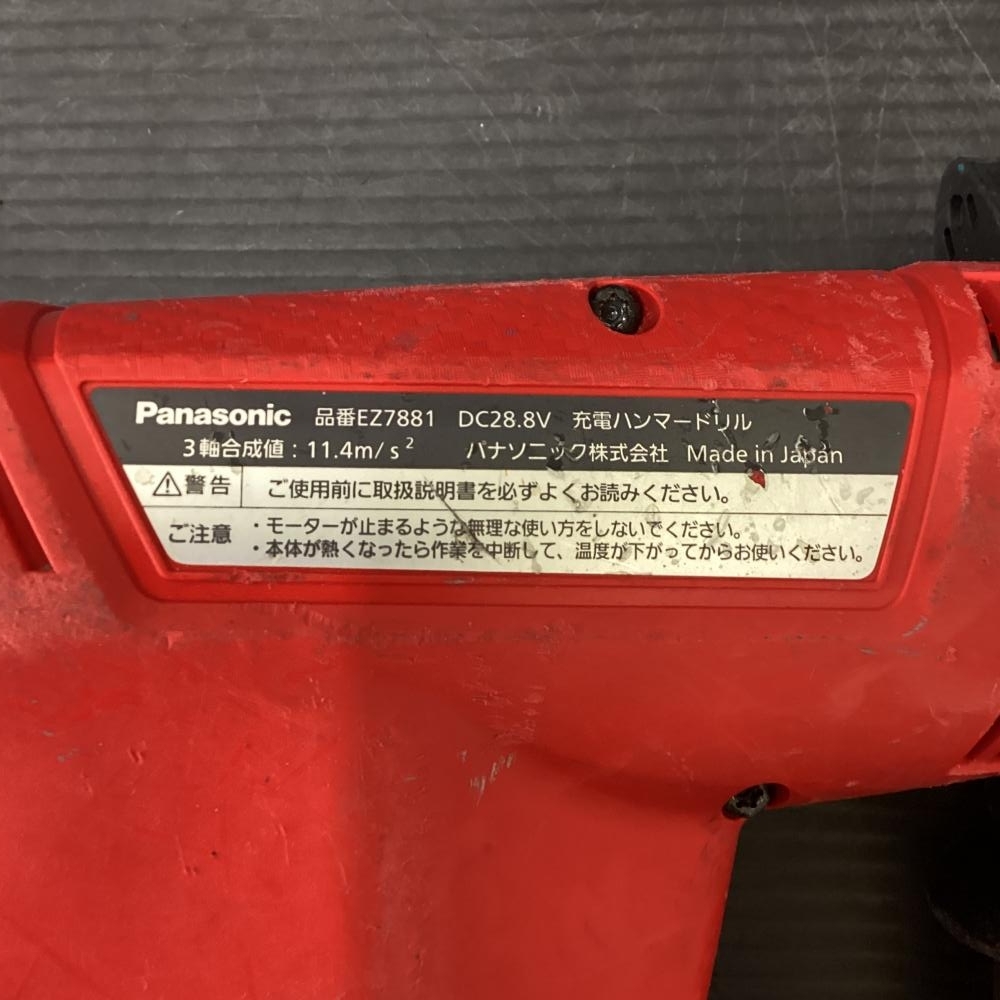 Panasonic 品番EZ7881 DC28.8V 充電ハンマードリル
3軸合成値：11.4m/s² パナソニック株式会社 Made in Japan
警告 ご使用前に取扱説明書を必ずよくお読みください。
ご注意 ・モーターが止まるような無理な使い方をしないでください。
・本体が熱くなったら作業を中断して、温度が下がってからお使いください。